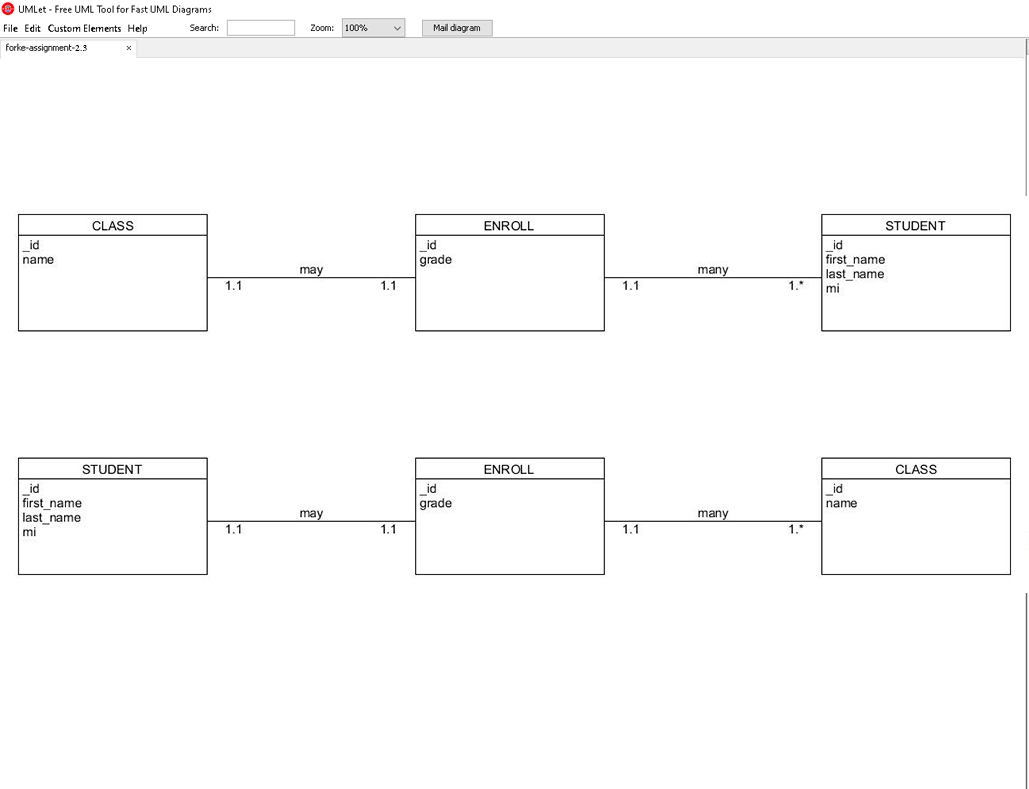 UMLet - Free UML Tool for Fast UML Diagrams
File Edit Custom Elements Help Search: Zoom: 100% Mail diagram
forke-assignment-2.3 ×
CLASS
_id
name
may
1.1 1.1
ENROLL
_id
grade
many
1.1 1.*
STUDENT
_id
first_name
last_name
mi
STUDENT
_id
first_name
last_name
mi
may
1.1 1.1
ENROLL
_id
grade
many
1.1 1.*
CLASS
_id
name